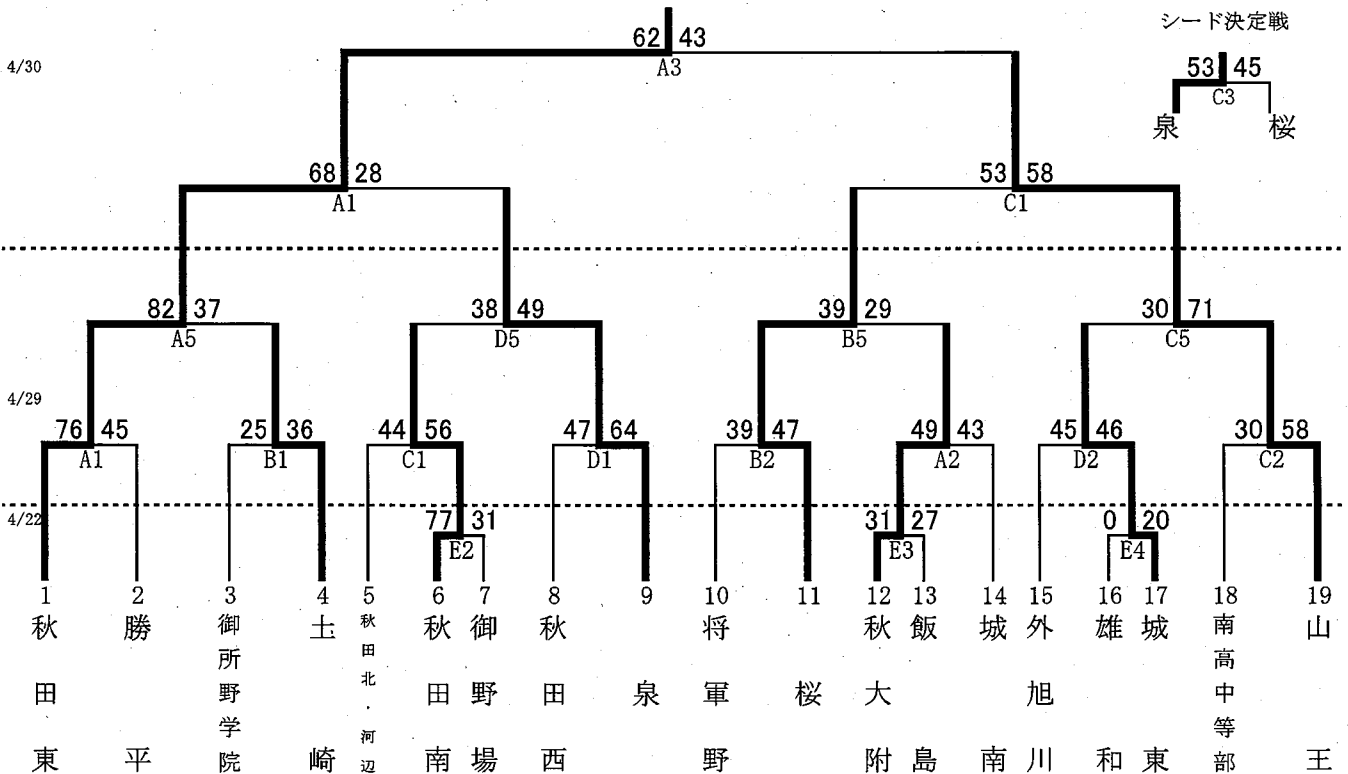 シード決定戦
62 43
4/30
A3
53 45
C3
泉 桜
68 28
A1
53 58
C1
82 37
A5
38 49
D5
39 29
B5
30 71
C5
4/29
76 45
A1
25 36
B1
44 56
C1
47 64
D1
39 47
B2
49 43
A2
45 46
D2
30 58
C2
4/22
77 31
E2
31 27
E3
0 20
E4
1 2 3 4 5 6 7 8 9 10 11 12 13 14 15 16 17 18 19
秋田東
勝平
御所野学院
土崎
秋田北・河辺
秋田南
御野場
秋田西
泉
将軍野
桜
秋大附
飯島
城南
外旭川
雄和
城東
南高中等部
山王